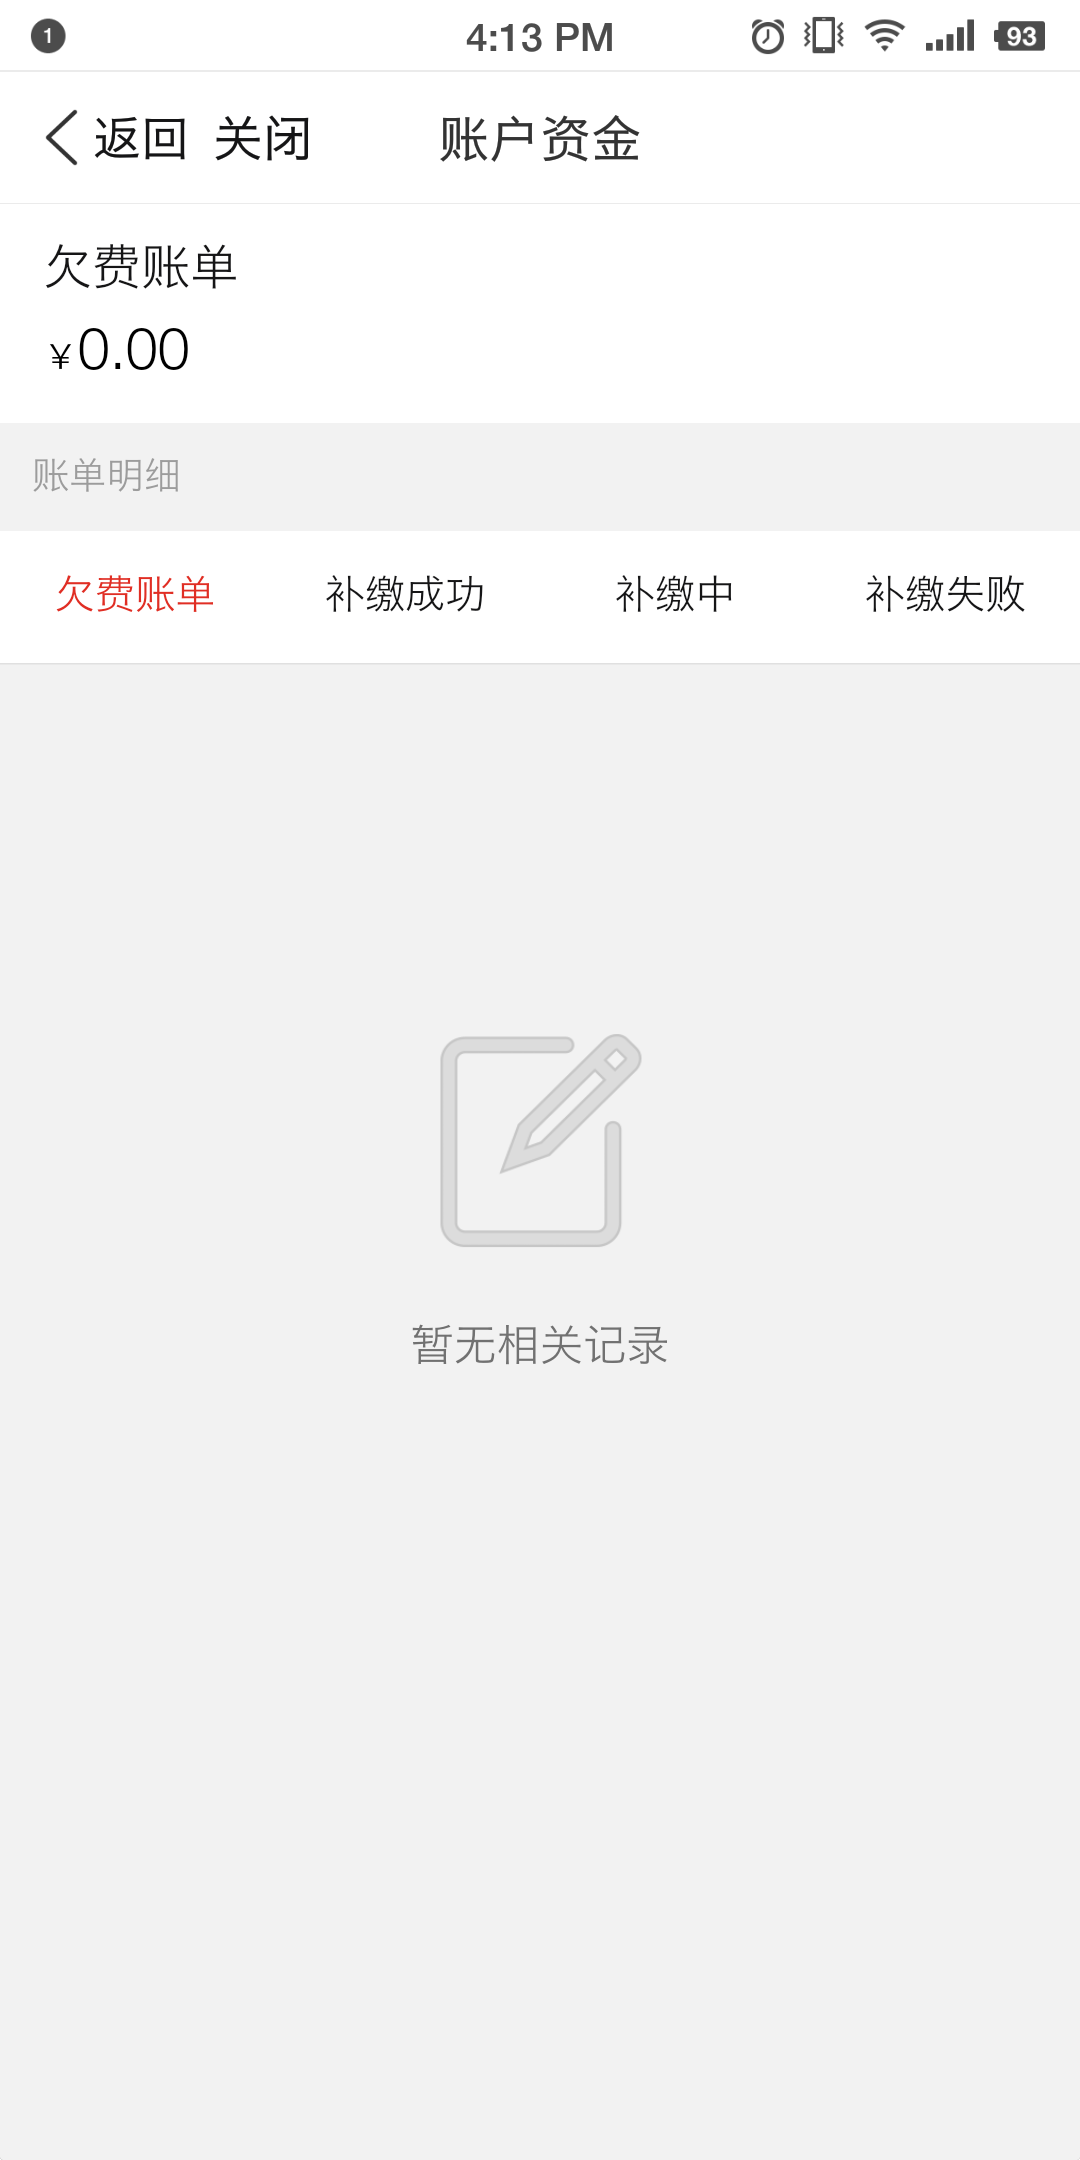 1 4:13 PM 93
返回 关闭 账户资金
欠费账单
¥0.00
账单明细
欠费账单 补缴成功 补缴中 补缴失败
暂无相关记录